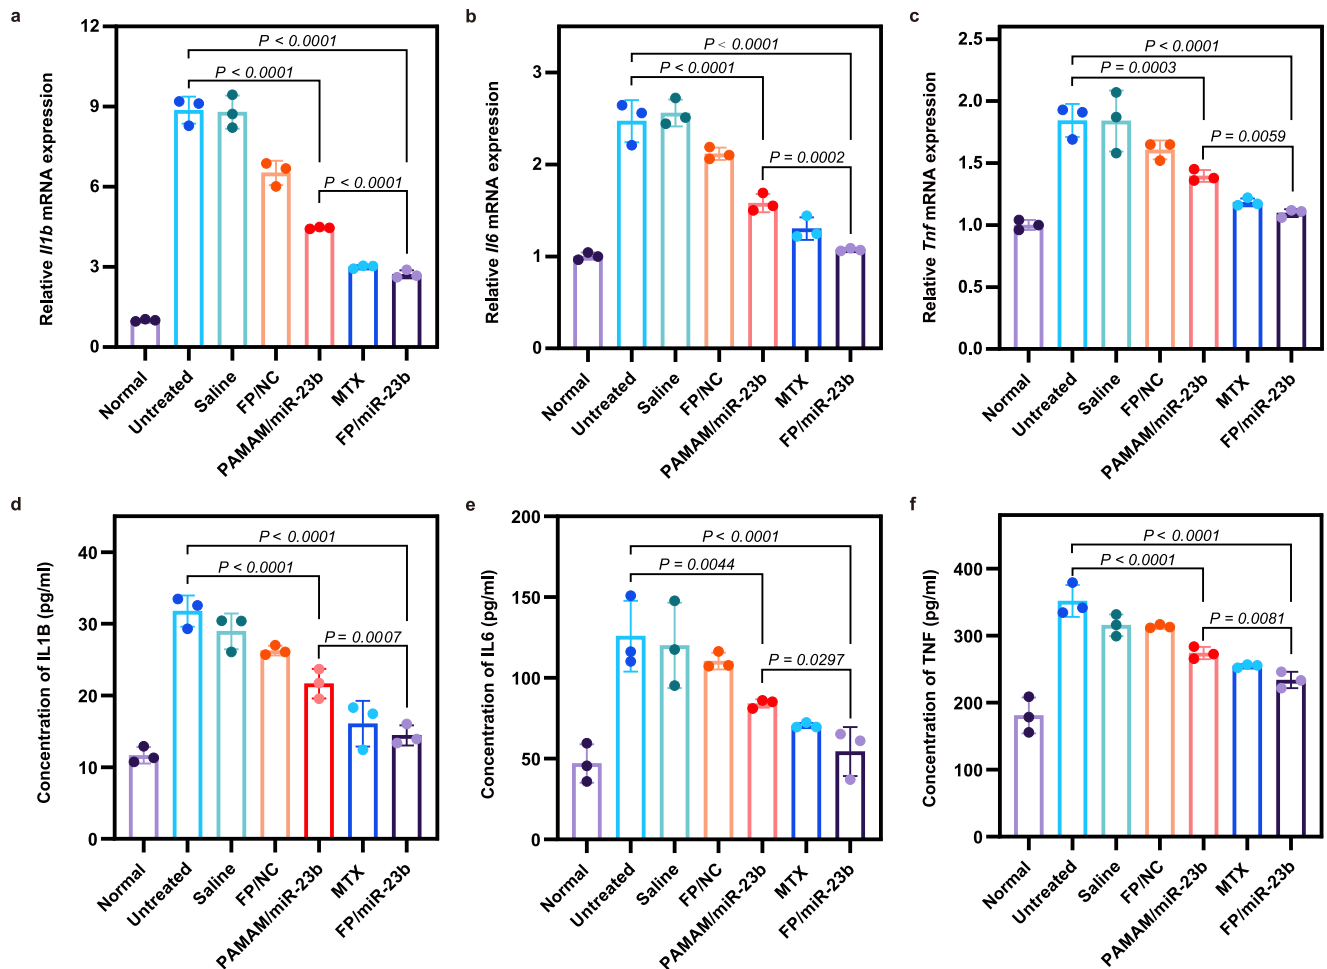 a
Relative Il1b mRNA expression
12
9
6
3
0
P < 0.0001
P < 0.0001
P < 0.0001
Normal
Untreated
Saline
FP/NC
PAMAM/miR-23b
MTX
FP/miR-23b
b
Relative Il6 mRNA expression
3
2
1
0
P < 0.0001
P < 0.0001
P = 0.0002
Normal
Untreated
Saline
FP/NC
PAMAM/miR-23b
MTX
FP/miR-23b
c
Relative Tnf mRNA expression
2.5
2.0
1.5
1.0
0.5
0.0
P < 0.0001
P = 0.0003
P = 0.0059
Normal
Untreated
Saline
FP/NC
PAMAM/miR-23b
MTX
FP/miR-23b
d
Concentration of IL1B (pg/ml)
40
30
20
10
0
P < 0.0001
P < 0.0001
P = 0.0007
Normal
Untreated
Saline
FP/NC
PAMAM/miR-23b
MTX
FP/miR-23b
e
Concentration of IL6 (pg/ml)
200
150
100
50
0
P < 0.0001
P = 0.0044
P = 0.0297
Normal
Untreated
Saline
FP/NC
PAMAM/miR-23b
MTX
FP/miR-23b
f
Concentration of TNF (pg/ml)
400
300
200
100
0
P < 0.0001
P < 0.0001
P = 0.0081
Normal
Untreated
Saline
FP/NC
PAMAM/miR-23b
MTX
FP/miR-23b